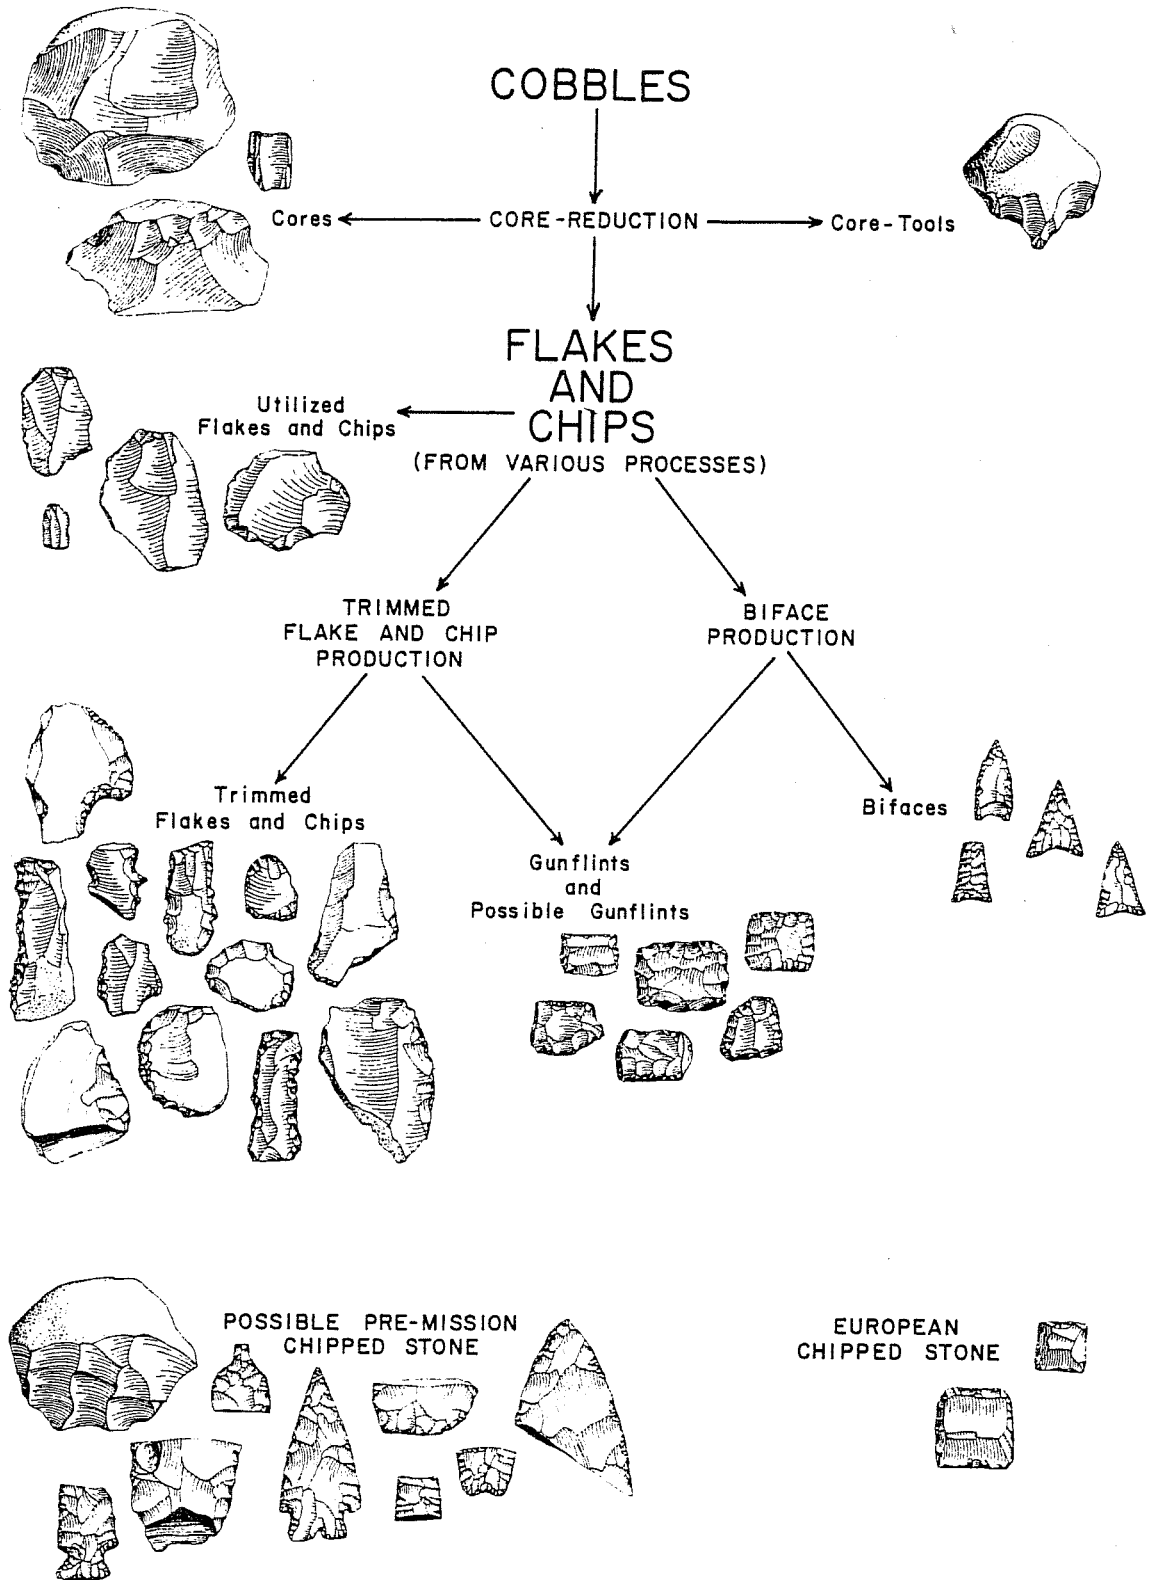 COBBLES
Cores
CORE-REDUCTION
Core-Tools
FLAKES
AND
CHIPS
(FROM VARIOUS PROCESSES)
Utilized
Flakes and Chips
TRIMMED
FLAKE AND CHIP
PRODUCTION
BIFACE
PRODUCTION
Trimmed
Flakes and Chips
Gunflints
and
Possible Gunflints
Bifaces
POSSIBLE PRE-MISSION
CHIPPED STONE
EUROPEAN
CHIPPED STONE